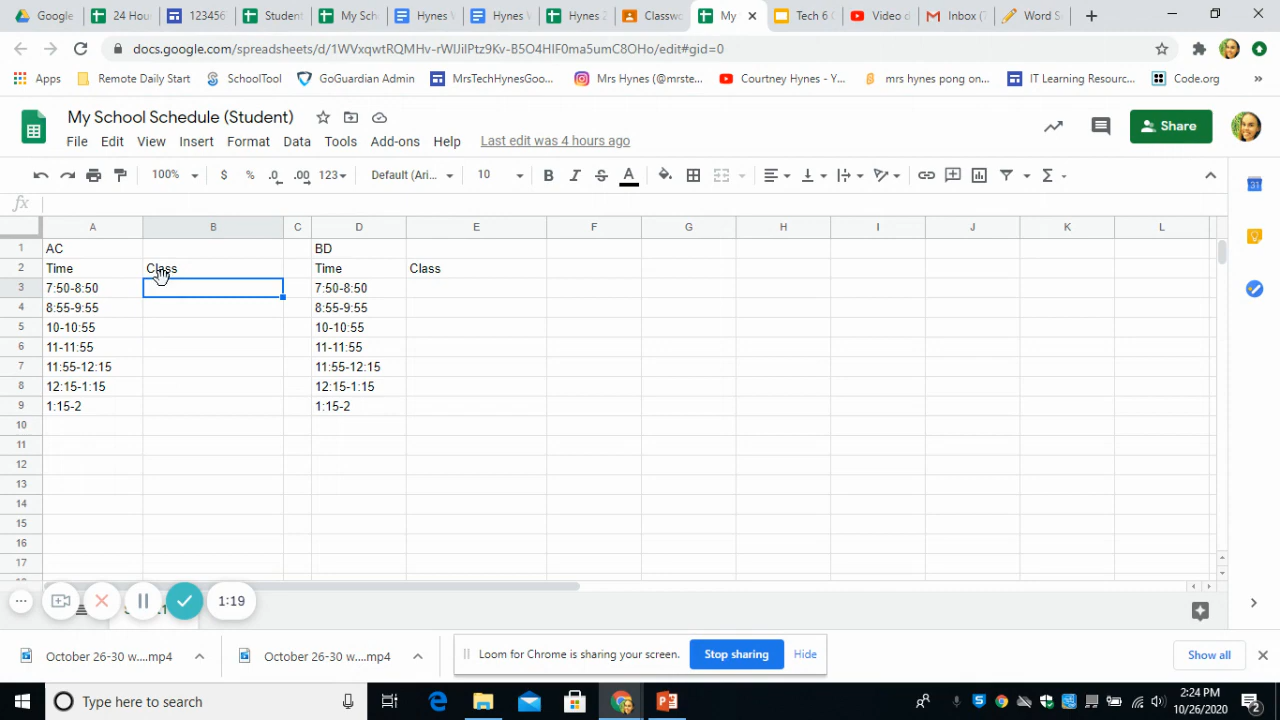 Google
24 Hour
123456
Student
My Sch
Hynes
Hynes
Hynes 2
Classw
My
Tech 6
Video d
Inbox (
Word S
docs.google.com/spreadsheets/d/1WVxqwtRQMHv-rWIJilPtz9Kv-B5O4HIF0ma5umC8OHo/edit#gid=0
Apps
Remote Daily Start
SchoolTool
GoGuardian Admin
MrsTechHynesGoo...
Mrs Hynes (@mrste...
Courtney Hynes - Y...
mrs hynes pong on...
IT Learning Resourc...
Code.org
My School Schedule (Student)
File Edit View Insert Format Data Tools Add-ons Help Last edit was 4 hours ago
Share
100% $ % .0 .00 123 Default (Ari... 10 B I S A
fx
A B C D E F G H I J K L
1 AC BD
2 Time Class Time Class
3 7:50-8:50 7:50-8:50
4 8:55-9:55 8:55-9:55
5 10-10:55 10-10:55
6 11-11:55 11-11:55
7 11:55-12:15 11:55-12:15
8 12:15-1:15 12:15-1:15
9 1:15-2 1:15-2
10
11
12
13
14
15
16
17
1:19
October 26-30 w....mp4
October 26-30 w....mp4
Loom for Chrome is sharing your screen.
Stop sharing
Hide
Show all
Type here to search
2:24 PM
10/26/2020
2